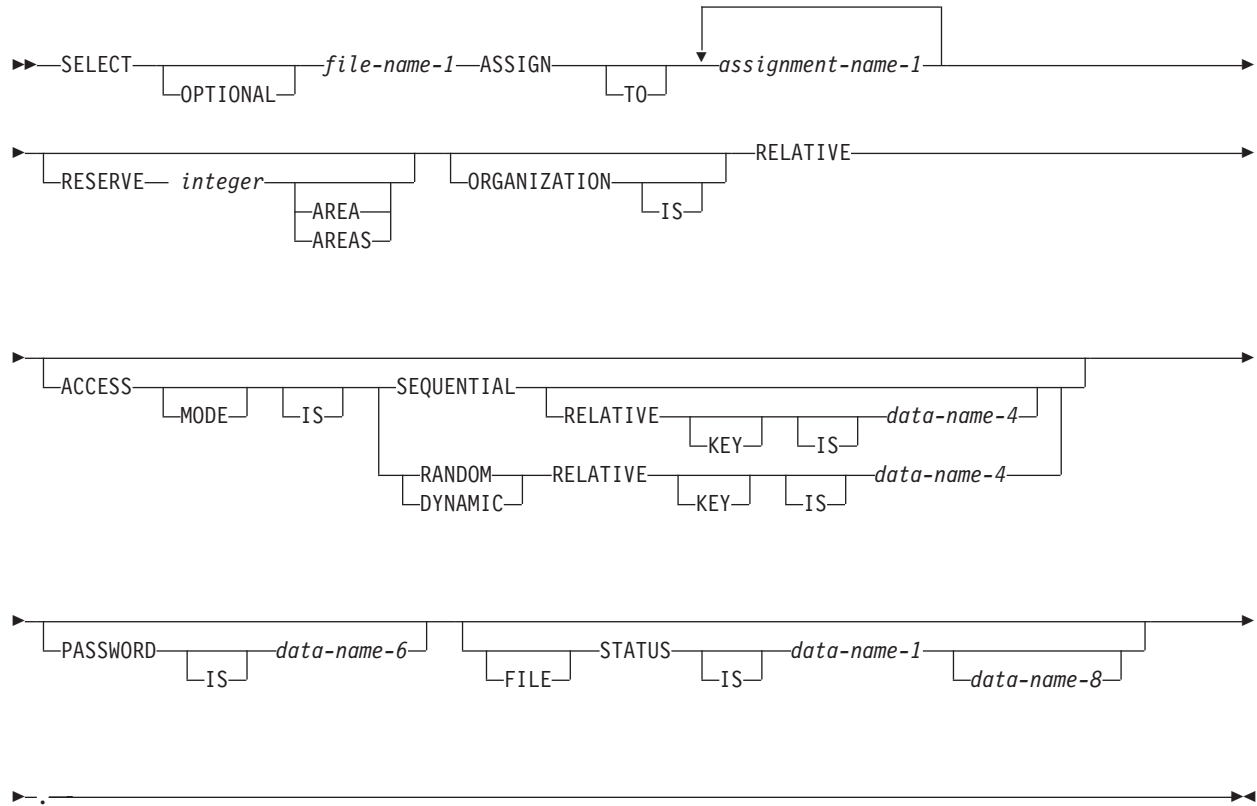 SELECT file-name-1 ASSIGN assignment-name-1
OPTIONAL TO
RELATIVE
RESERVE integer ORGANIZATION
AREA IS
AREAS
ACCESS SEQUENTIAL
MODE IS RELATIVE data-name-4
KEY IS
RANDOM RELATIVE data-name-4
DYNAMIC KEY IS
PASSWORD data-name-6 STATUS data-name-1
IS FILE IS data-name-8
.